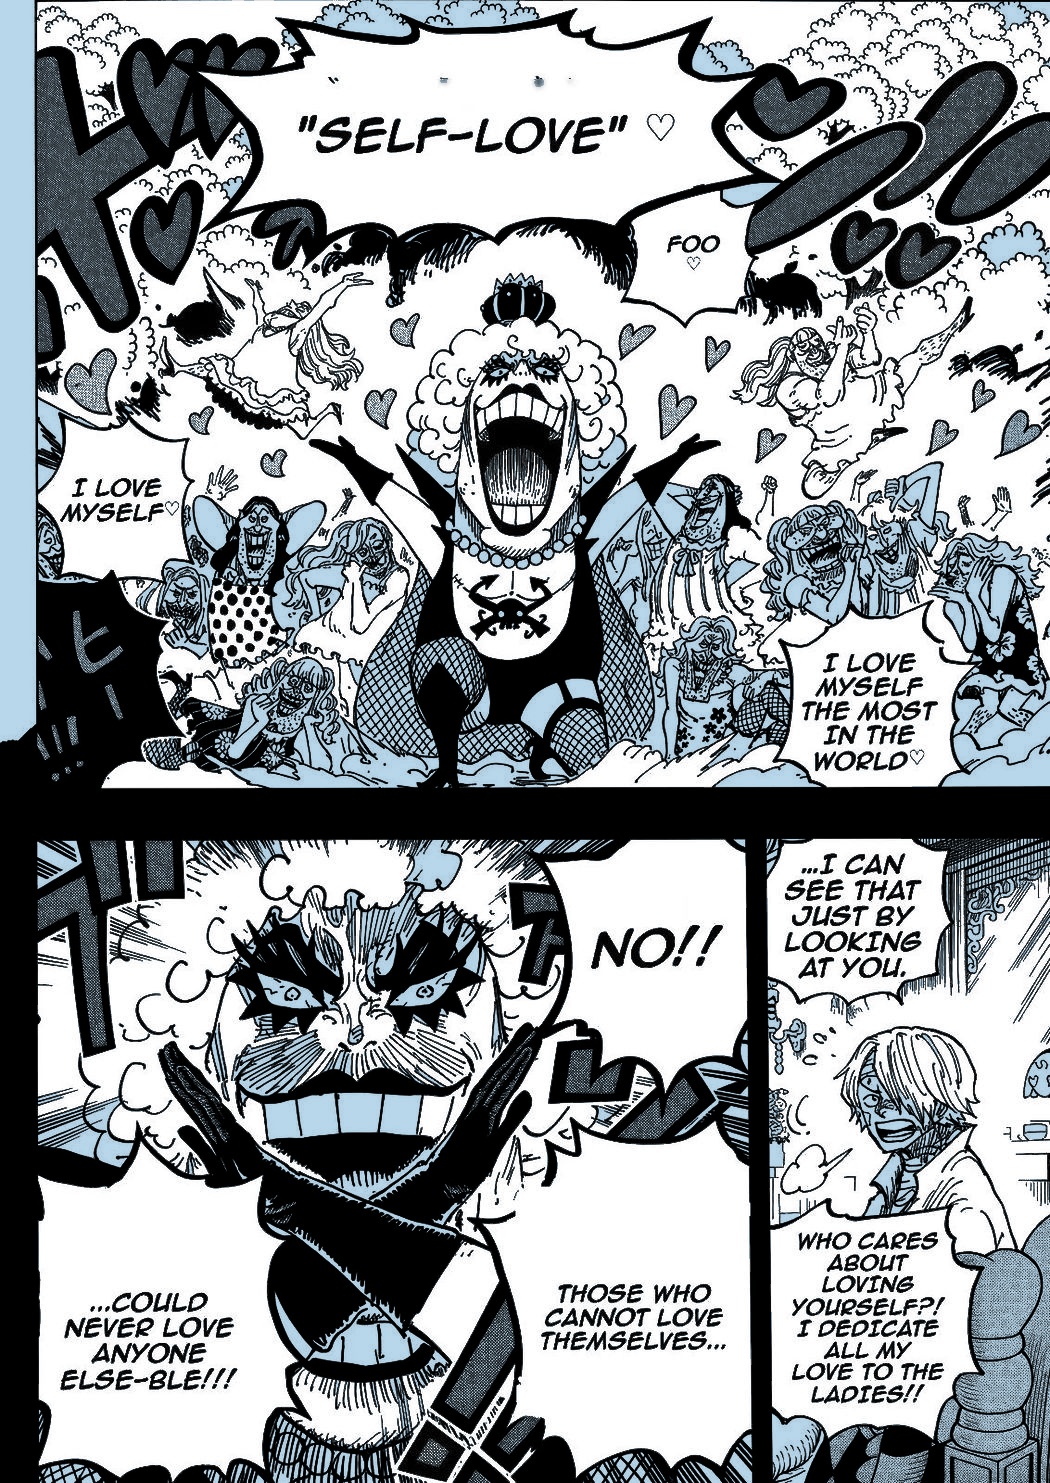 "SELF-LOVE" ♡
FOO
♡
I LOVE
MYSELF♡
ヒ
ー
!!!
I LOVE
MYSELF
THE MOST
IN THE
WORLD♡
NO!!
...I CAN
SEE THAT
JUST BY
LOOKING
AT YOU.
THOSE WHO
CANNOT LOVE
THEMSELVES...
...COULD
NEVER LOVE
ANYONE
ELSE-BLE!!!
WHO CARES
ABOUT
LOVING
YOURSELF?!
I DEDICATE
ALL MY
LOVE TO THE
LADIES!!